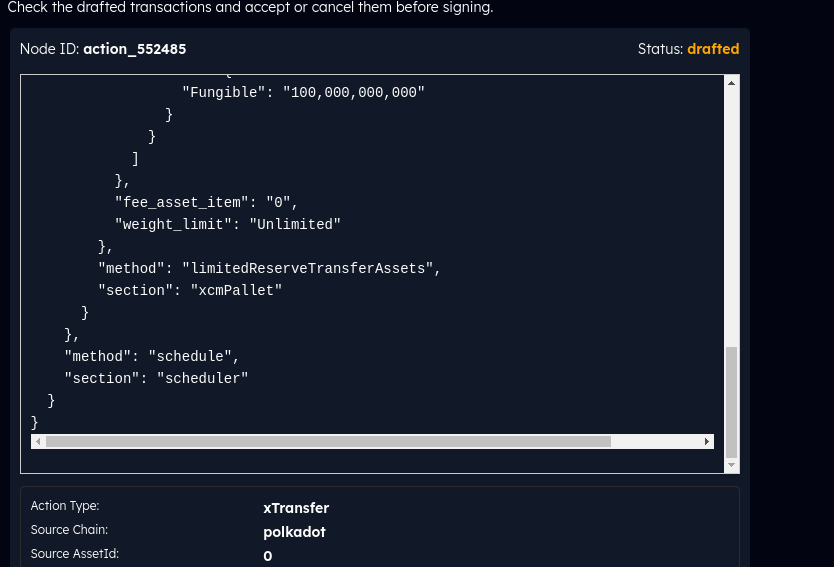 Check the drafted transactions and accept or cancel them before signing.
Node ID: action_552485 Status: drafted
{
"Fungible": "100,000,000,000"
}
}
]
},
"fee_asset_item": "0",
"weight_limit": "Unlimited"
},
"method": "limitedReserveTransferAssets",
"section": "xcmPallet"
}
},
"method": "schedule",
"section": "scheduler"
}
}
Action Type: xTransfer
Source Chain: polkadot
Source AssetId: 0